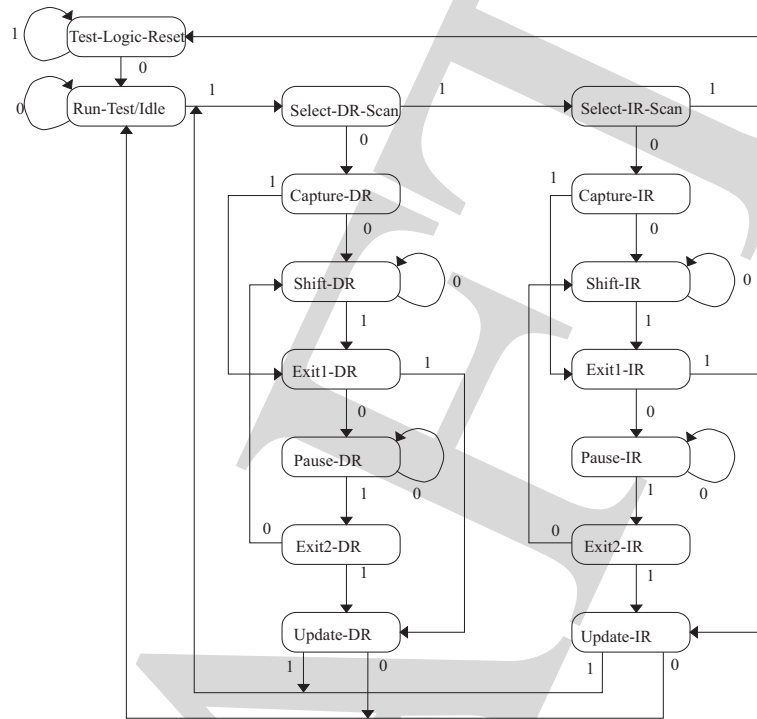 1
Test-Logic-Reset
0
0
Run-Test/Idle
1
Select-DR-Scan
1
Select-IR-Scan
1
0
0
1
Capture-DR
1
Capture-IR
0
0
Shift-DR
0
Shift-IR
0
1
1
Exit1-DR
1
Exit1-IR
1
0
0
Pause-DR
0
Pause-IR
0
1
1
0
Exit2-DR
0
Exit2-IR
1
1
Update-DR
Update-IR
1
0
1
0